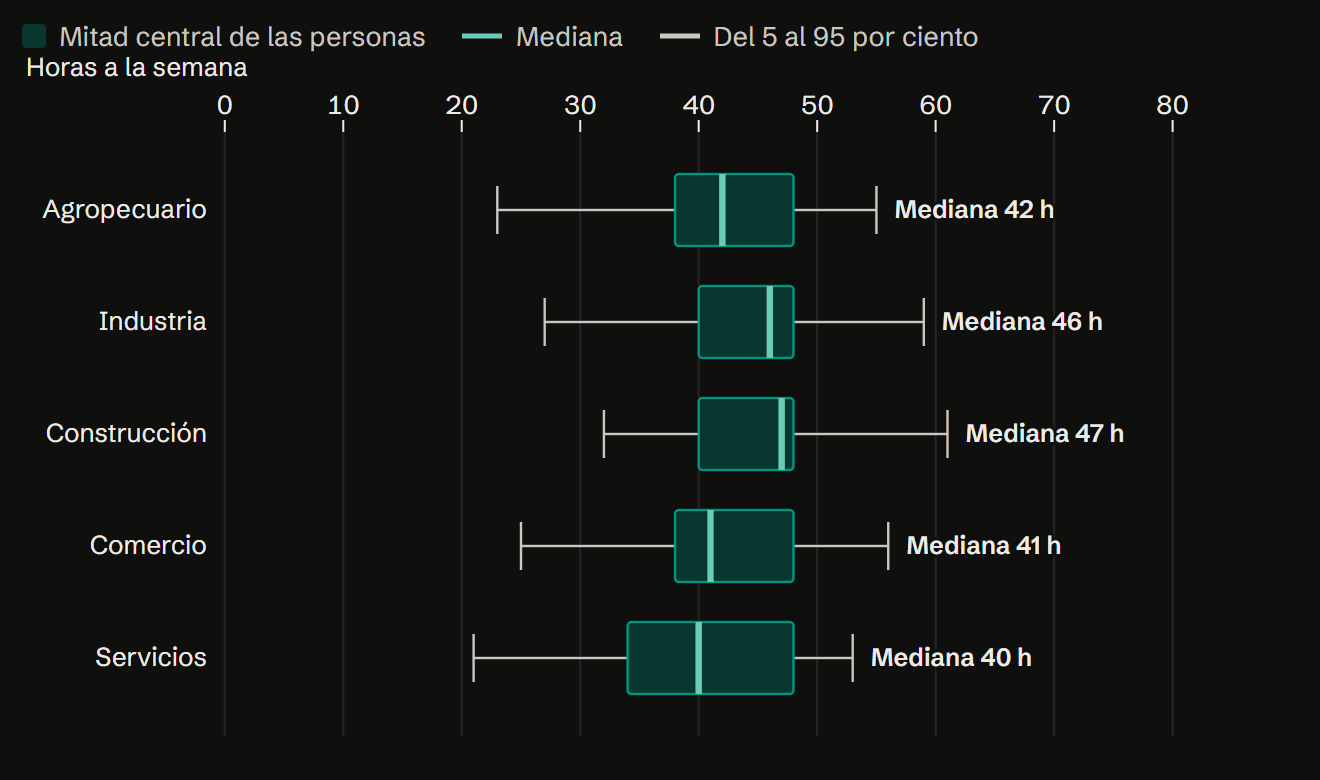 Mitad central de las personas Mediana Del 5 al 95 por ciento
Horas a la semana
0 10 20 30 40 50 60 70 80
Agropecuario Mediana 42 h
Industria Mediana 46 h
Construcción Mediana 47 h
Comercio Mediana 41 h
Servicios Mediana 40 h